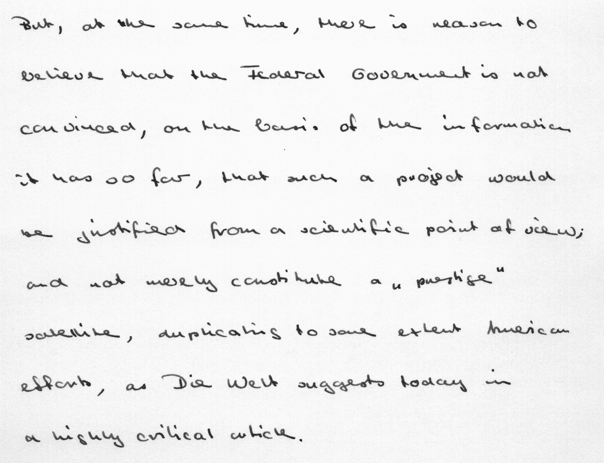 But, at the same time, there is reason to
believe that the Federal Government is not
convinced, on the basis of the information
it has so far, that such a project would
be justified from a scientific point of view;
and not merely constitute a „prestige"
satellite, duplicating to some extent American
efforts, as Die Welt suggests today in
a highly critical article.